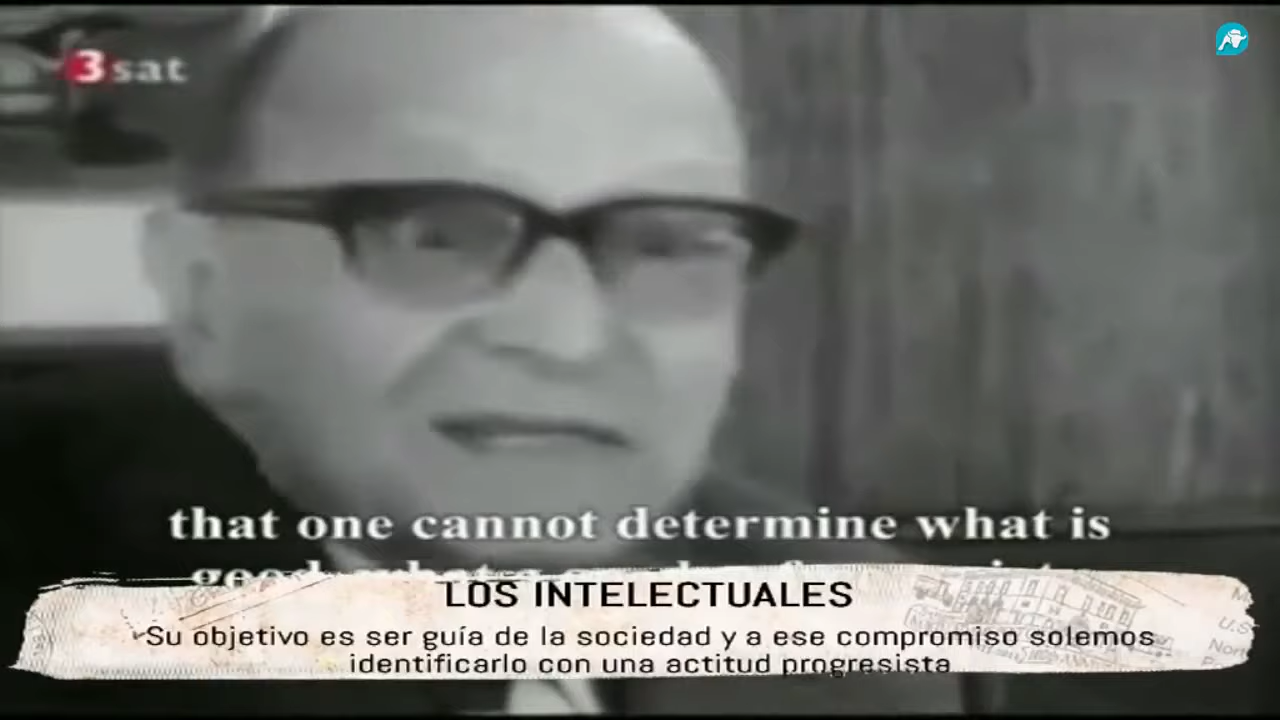 3sat
that one cannot determine what is
LOS INTELECTUALES
Su objetivo es ser guía de la sociedad y a ese compromiso solemos
identificarlo con una actitud progresista